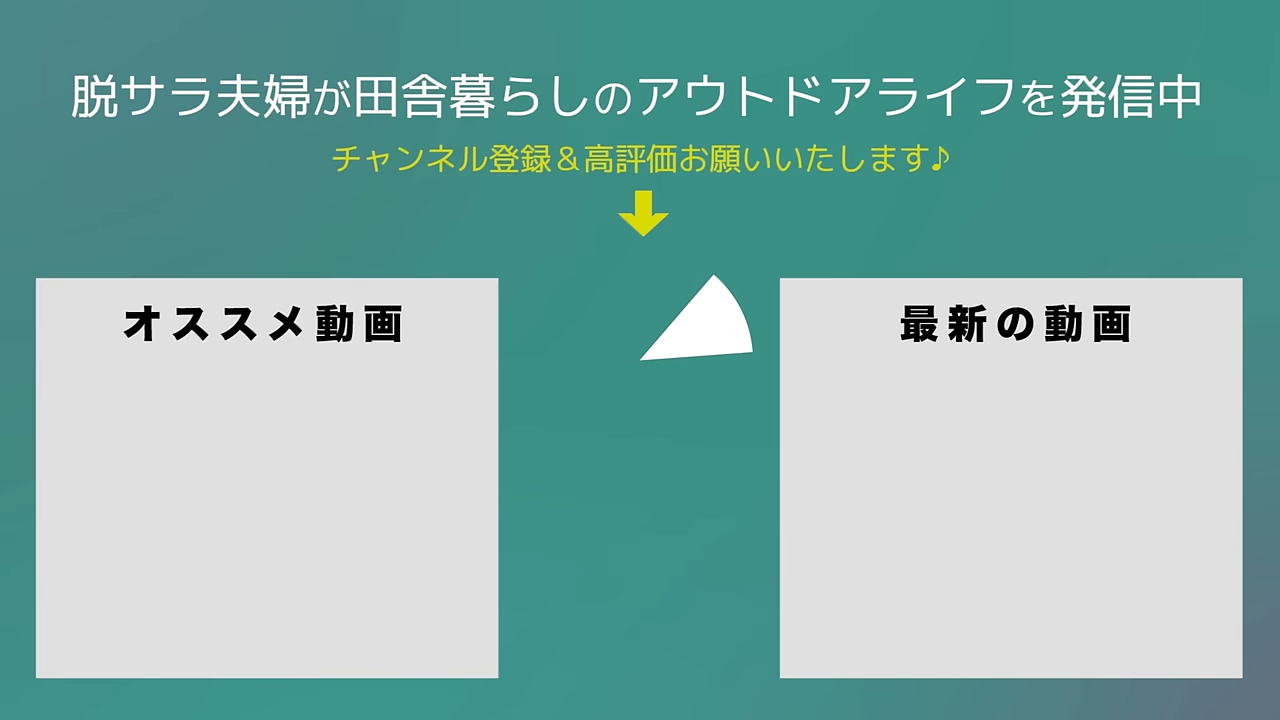 脱サラ夫婦が田舎暮らしのアウトドアライフを発信中
チャンネル登録＆高評価お願いいたします♪
オススメ動画
最新の動画